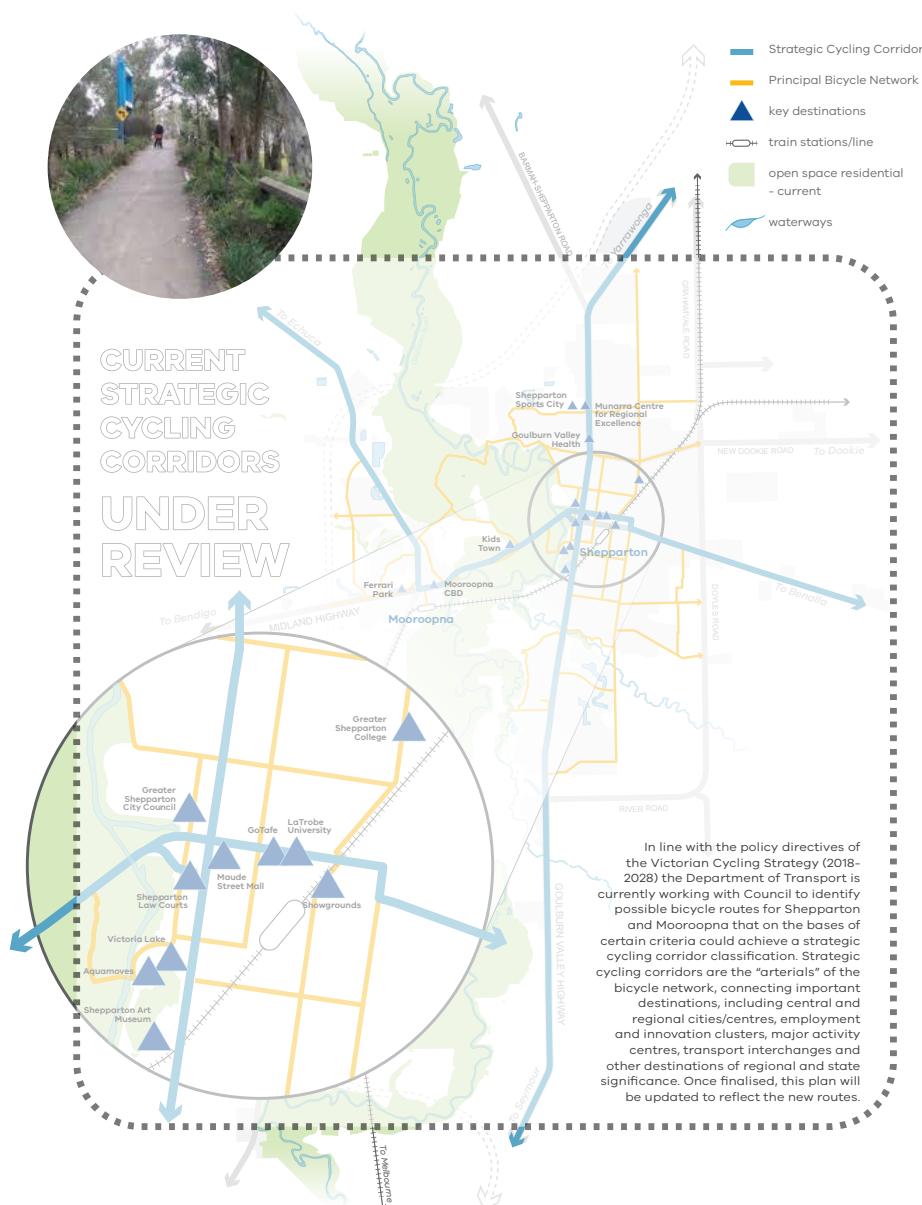 Strategic Cycling Corridor
Principal Bicycle Network
key destinations
train stations/line
open space residential
- current
waterways
BARMAH-SHEPPARTON ROAD
Yarrawonga
GRAHAMVALE ROAD
To Echuca
CURRENT
STRATEGIC
CYCLING
CORRIDORS
UNDER
REVIEW
Shepparton
Sports City
Munarra Centre
for Regional
Excellence
Goulburn Valley
Health
NEW DOOKIE ROAD
To Dookie
Kids
Town
Shepparton
Ferrari
Park
Mooroopna
CBD
Mooroopna
To Benalla
DOYLES ROAD
To Bendigo
MIDLAND HIGHWAY
Greater
Shepparton
College
Greater
Shepparton
City Council
GoTafe
LaTrobe
University
Maude
Street Mall
Shepparton
Law Courts
Showgrounds
Victoria Lake
Aquamoves
Shepparton Art
Museum
RIVER ROAD
GOULBURN VALLEY HIGHWAY
To Seymour
To Melbourne
In line with the policy directives of
the Victorian Cycling Strategy (2018-
2028) the Department of Transport is
currently working with Council to identify
possible bicycle routes for Shepparton
and Mooroopna that on the bases of
certain criteria could achieve a strategic
cycling corridor classification. Strategic
cycling corridors are the “arterials” of the
bicycle network, connecting important
destinations, including central and
regional cities/centres, employment
and innovation clusters, major activity
centres, transport interchanges and
other destinations of regional and state
significance. Once finalised, this plan will
be updated to reflect the new routes.